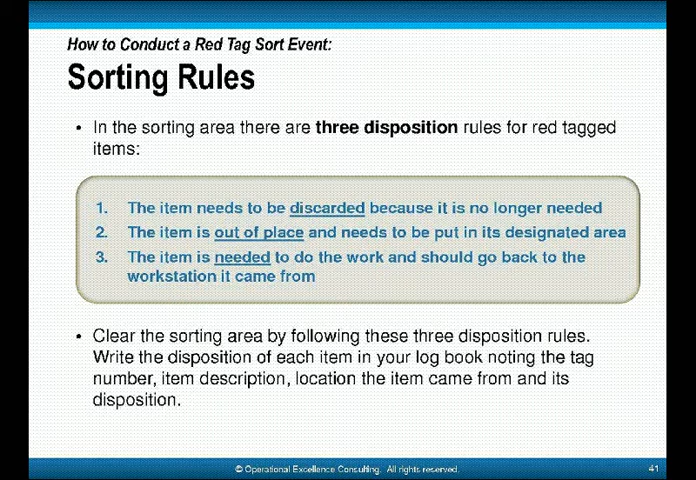 How to Conduct a Red Tag Sort Event:
Sorting Rules
• In the sorting area there are three disposition rules for red tagged
items:
1. The item needs to be discarded because it is no longer needed
2. The item is out of place and needs to be put in its designated area
3. The item is needed to do the work and should go back to the
workstation it came from
• Clear the sorting area by following these three disposition rules.
Write the disposition of each item in your log book noting the tag
number, item description, location the item came from and its
disposition.
© Operational Excellence Consulting. All rights reserved.
41